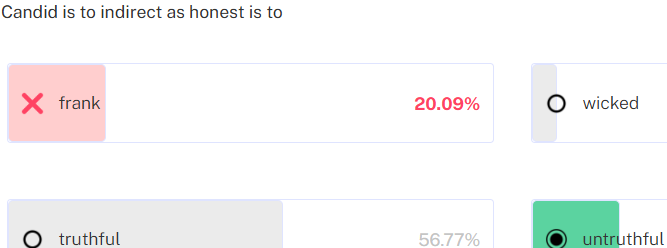 Candid is to indirect as honest is to
frank 20.09% wicked
truthful 56.77% untruthful